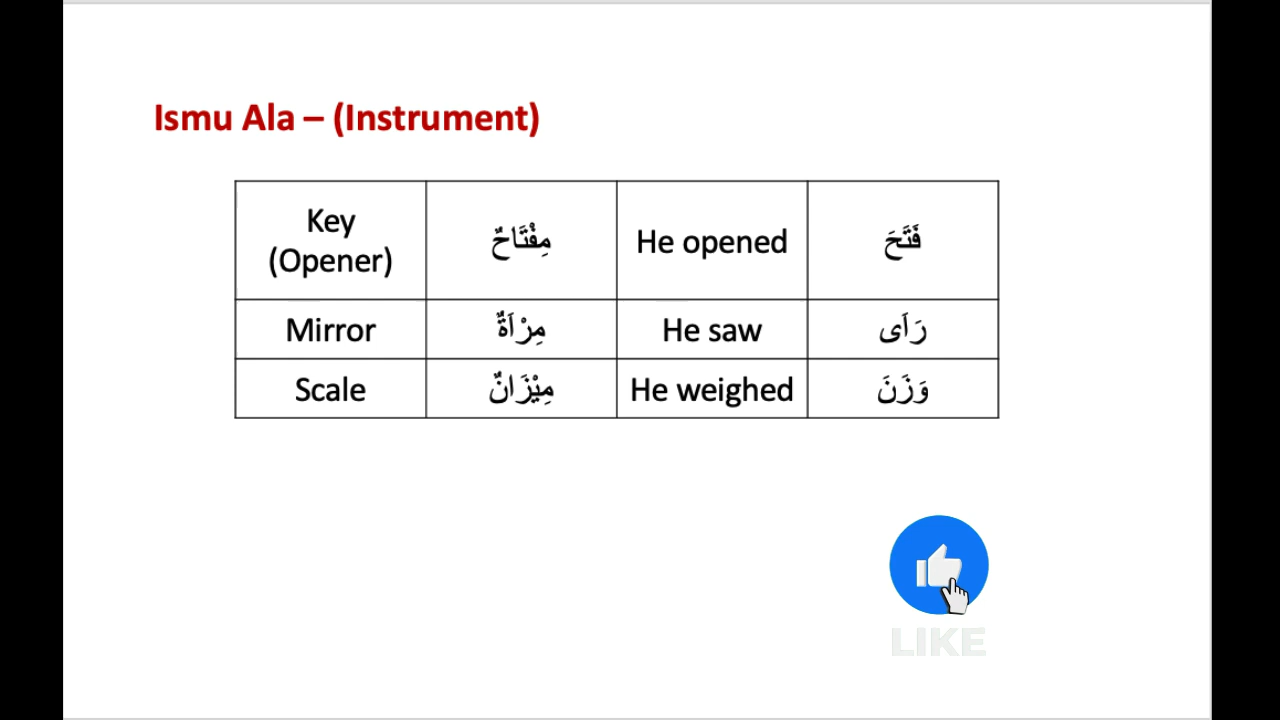 Ismu Ala – (Instrument)
Key
(Opener)
مِفْتَاحٌ
He opened
فَتَحَ
Mirror
مِرْاَةٌ
He saw
رَاَى
Scale
مِيْزَانٌ
He weighed
وَزَنَ
LIKE